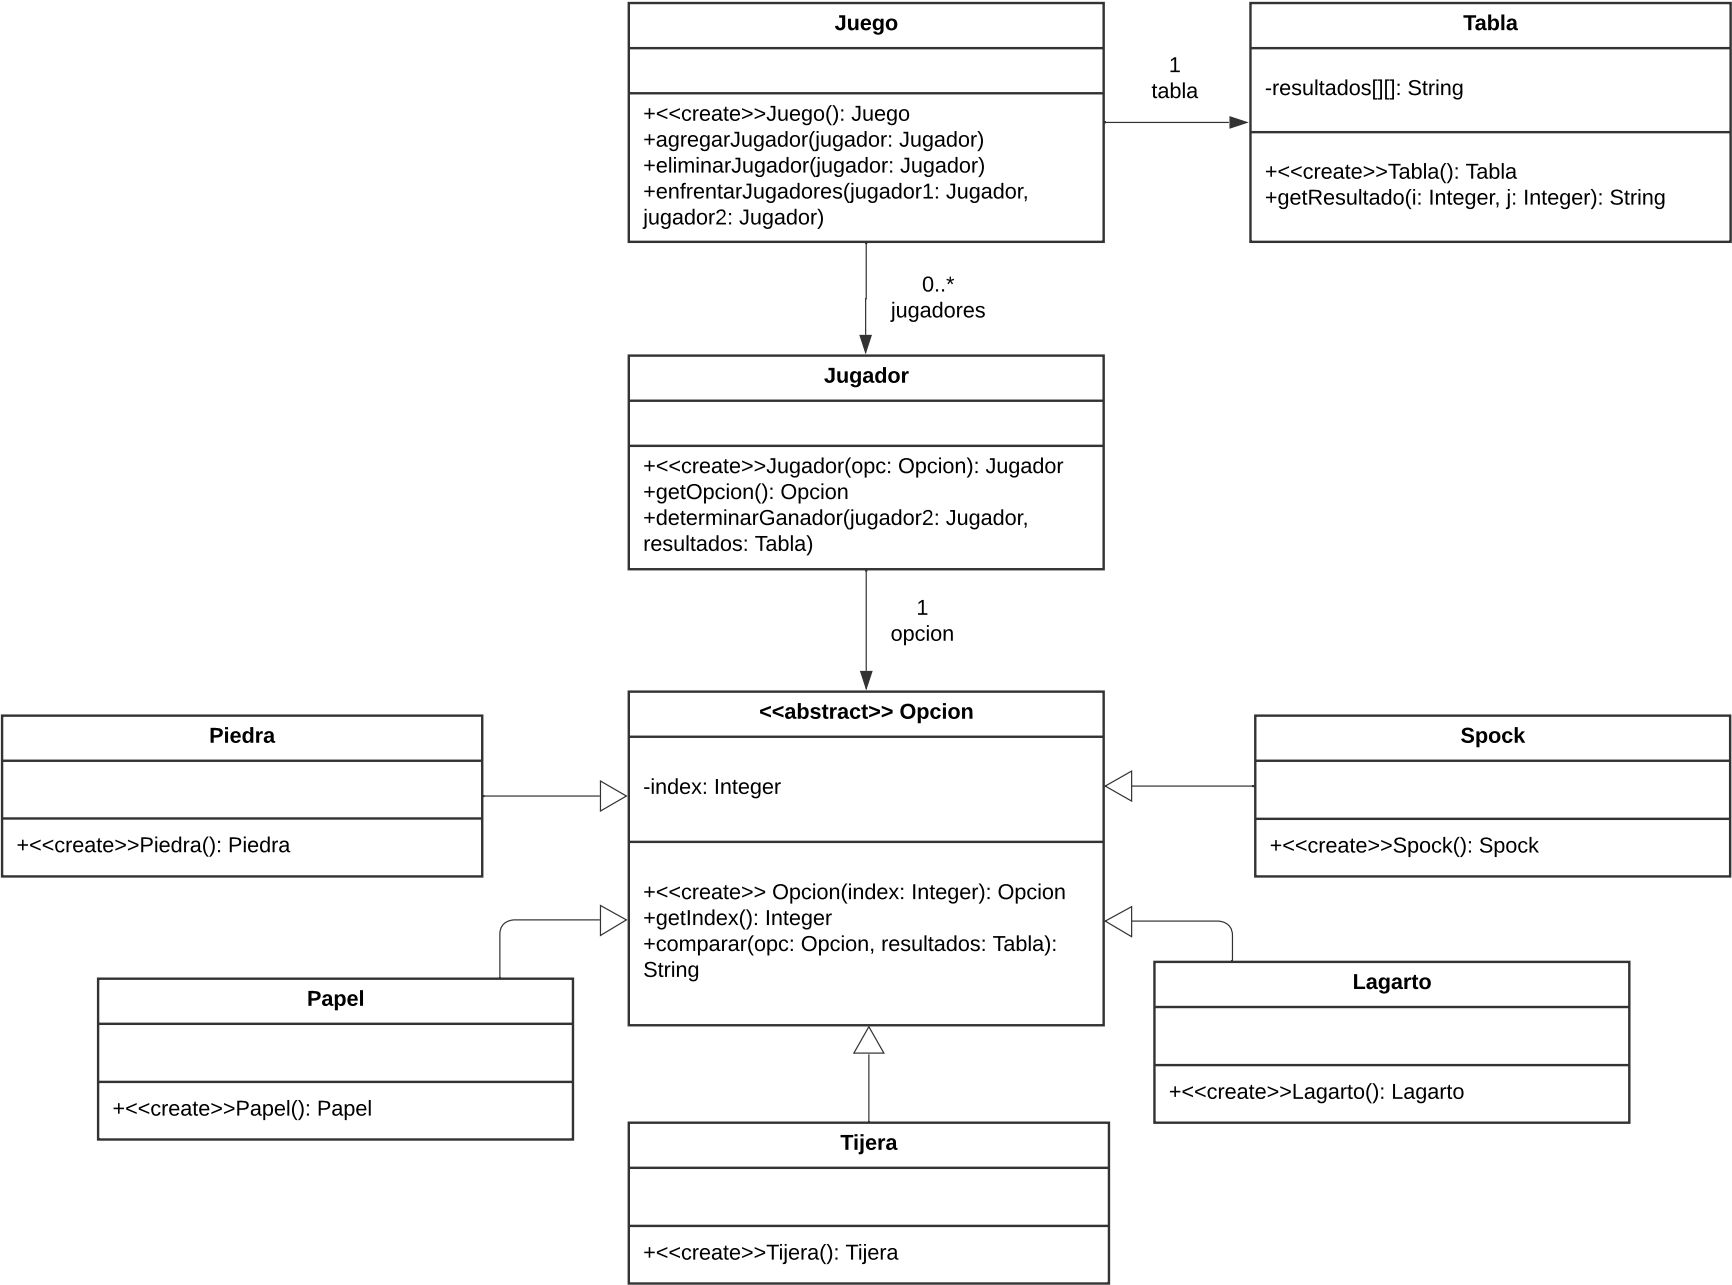 Juego
+<<create>>Juego(): Juego
+agregarJugador(jugador: Jugador)
+eliminarJugador(jugador: Jugador)
+enfrentarJugadores(jugador1: Jugador,
jugador2: Jugador)
1
tabla
Tabla
-resultados[][]: String
+<<create>>Tabla(): Tabla
+getResultado(i: Integer, j: Integer): String
0..*
jugadores
Jugador
+<<create>>Jugador(opc: Opcion): Jugador
+getOpcion(): Opcion
+determinarGanador(jugador2: Jugador,
resultados: Tabla)
1
opcion
<<abstract>> Opcion
-index: Integer
+<<create>> Opcion(index: Integer): Opcion
+getIndex(): Integer
+comparar(opc: Opcion, resultados: Tabla):
String
Piedra
+<<create>>Piedra(): Piedra
Spock
+<<create>>Spock(): Spock
Papel
+<<create>>Papel(): Papel
Lagarto
+<<create>>Lagarto(): Lagarto
Tijera
+<<create>>Tijera(): Tijera